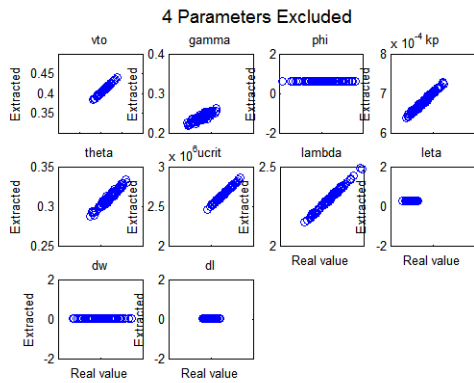 4 Parameters Excluded
vto
gamma
phi
x 10^-4 kp
Extracted
0.45
0.4
0.35
Extracted
0.4
0.3
0.2
Extracted
2
0
-2
Extracted
8
7
6
theta
x 10^6 ucrit
lambda
leta
Extracted
0.35
0.3
0.25
Extracted
3
2.5
2
Extracted
2.5
2
Real value
Extracted
2
0
-2
Real value
dw
dl
Extracted
2
0
-2
Real value
Extracted
2
0
-2
Real value